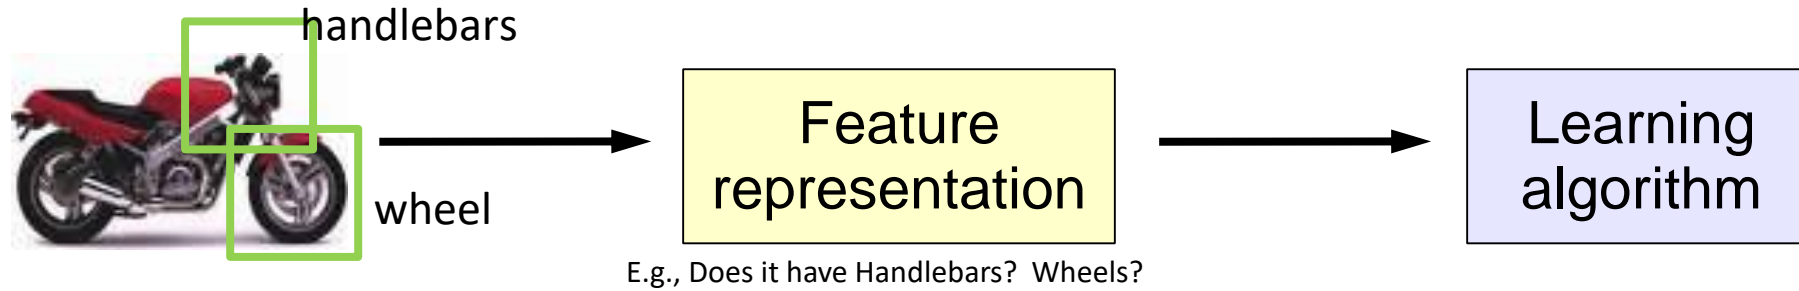 handlebars
wheel
Feature
representation
E.g., Does it have Handlebars? Wheels?
Learning
algorithm